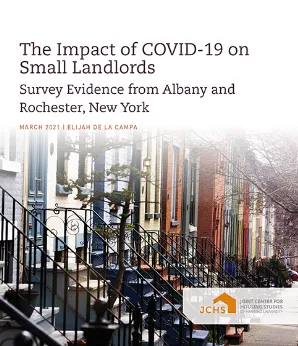 The Impact of COVID-19 on
Small Landlords
Survey Evidence from Albany and
Rochester, New York
MARCH 2021 | ELIJAH DE LA CAMPA
JCHS
JOINT CENTER FOR
HOUSING STUDIES
OF HARVARD UNIVERSITY